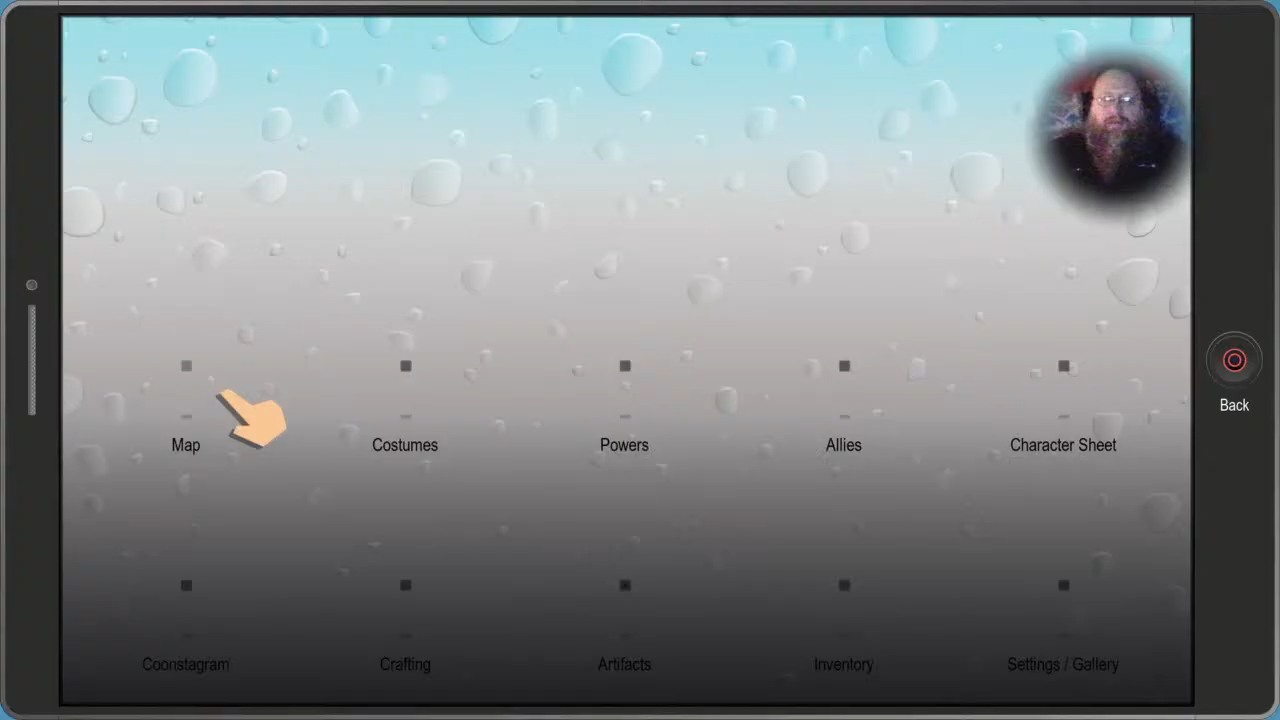 Map
Costumes
Powers
Allies
Character Sheet
Back
Coonstagram
Crafting
Artifacts
Inventory
Settings / Gallery